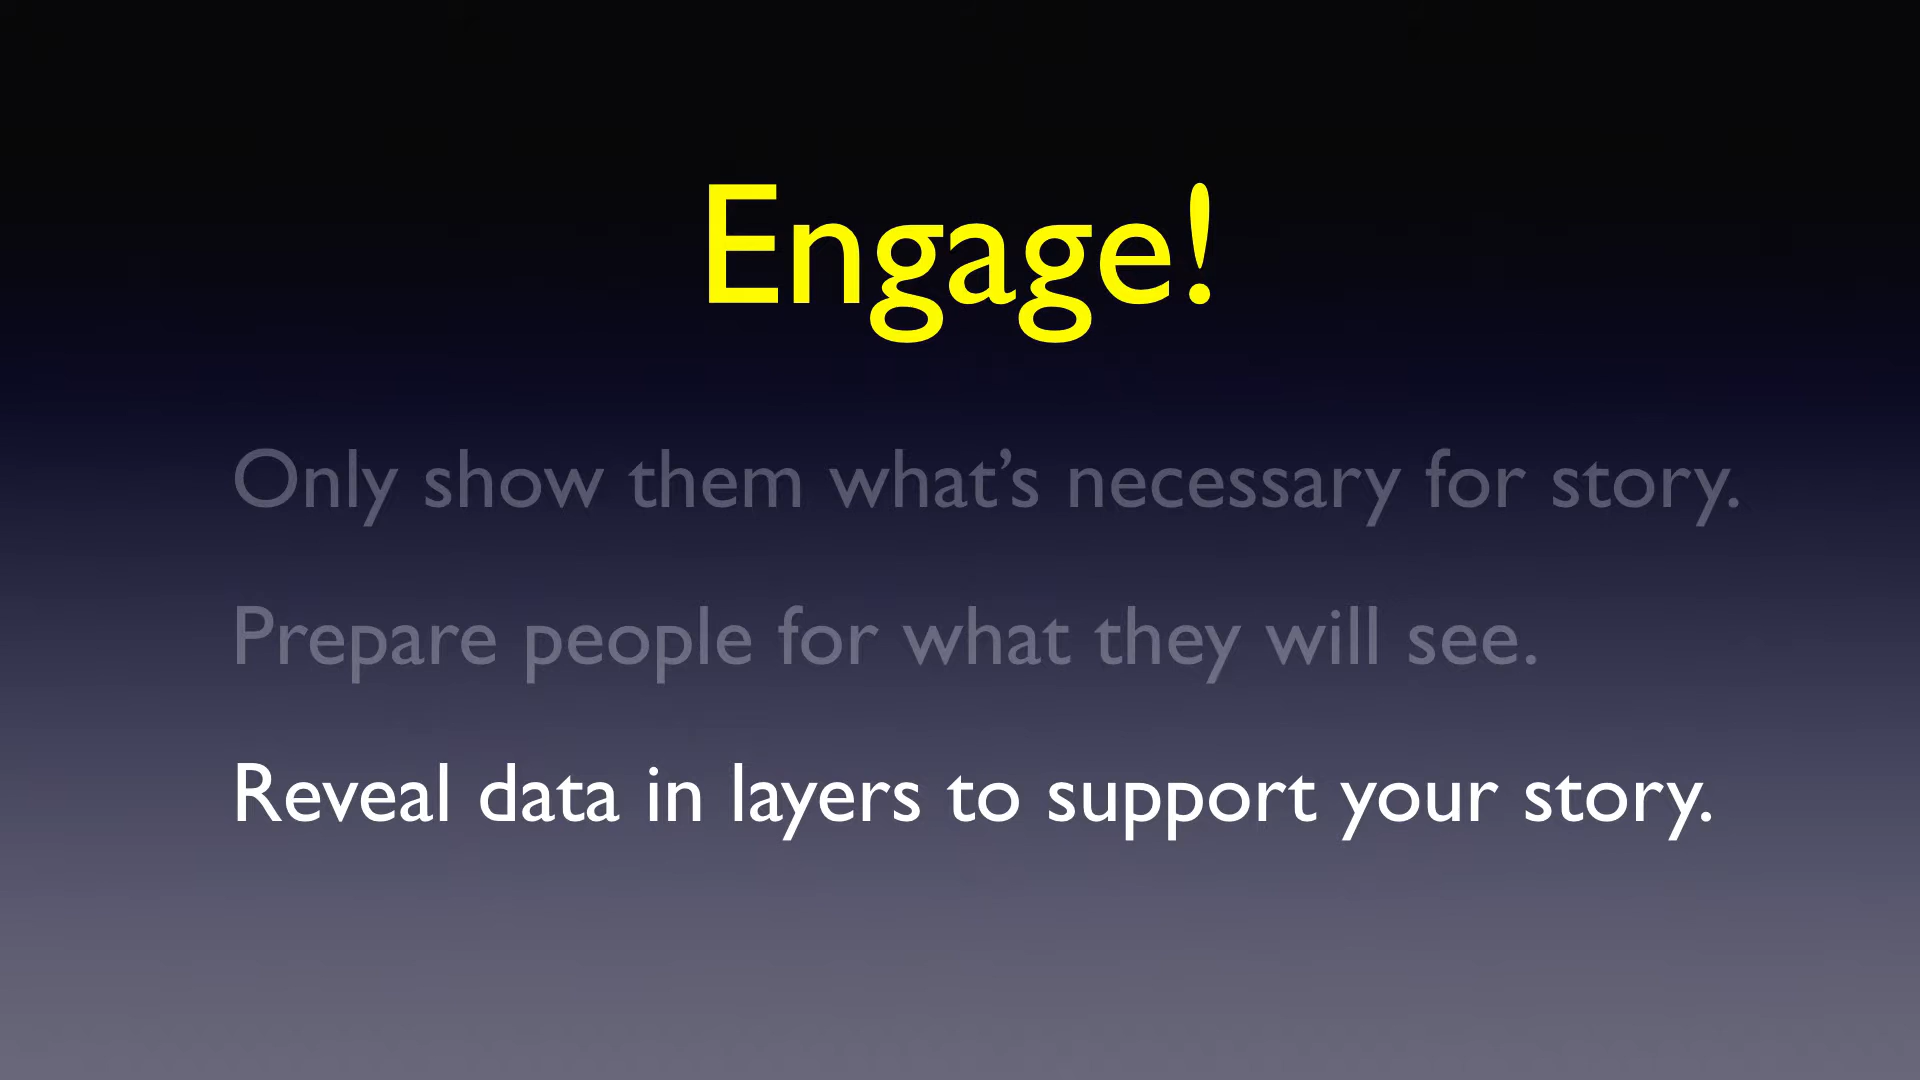 Engage!
Only show them what’s necessary for story.
Prepare people for what they will see.
Reveal data in layers to support your story.